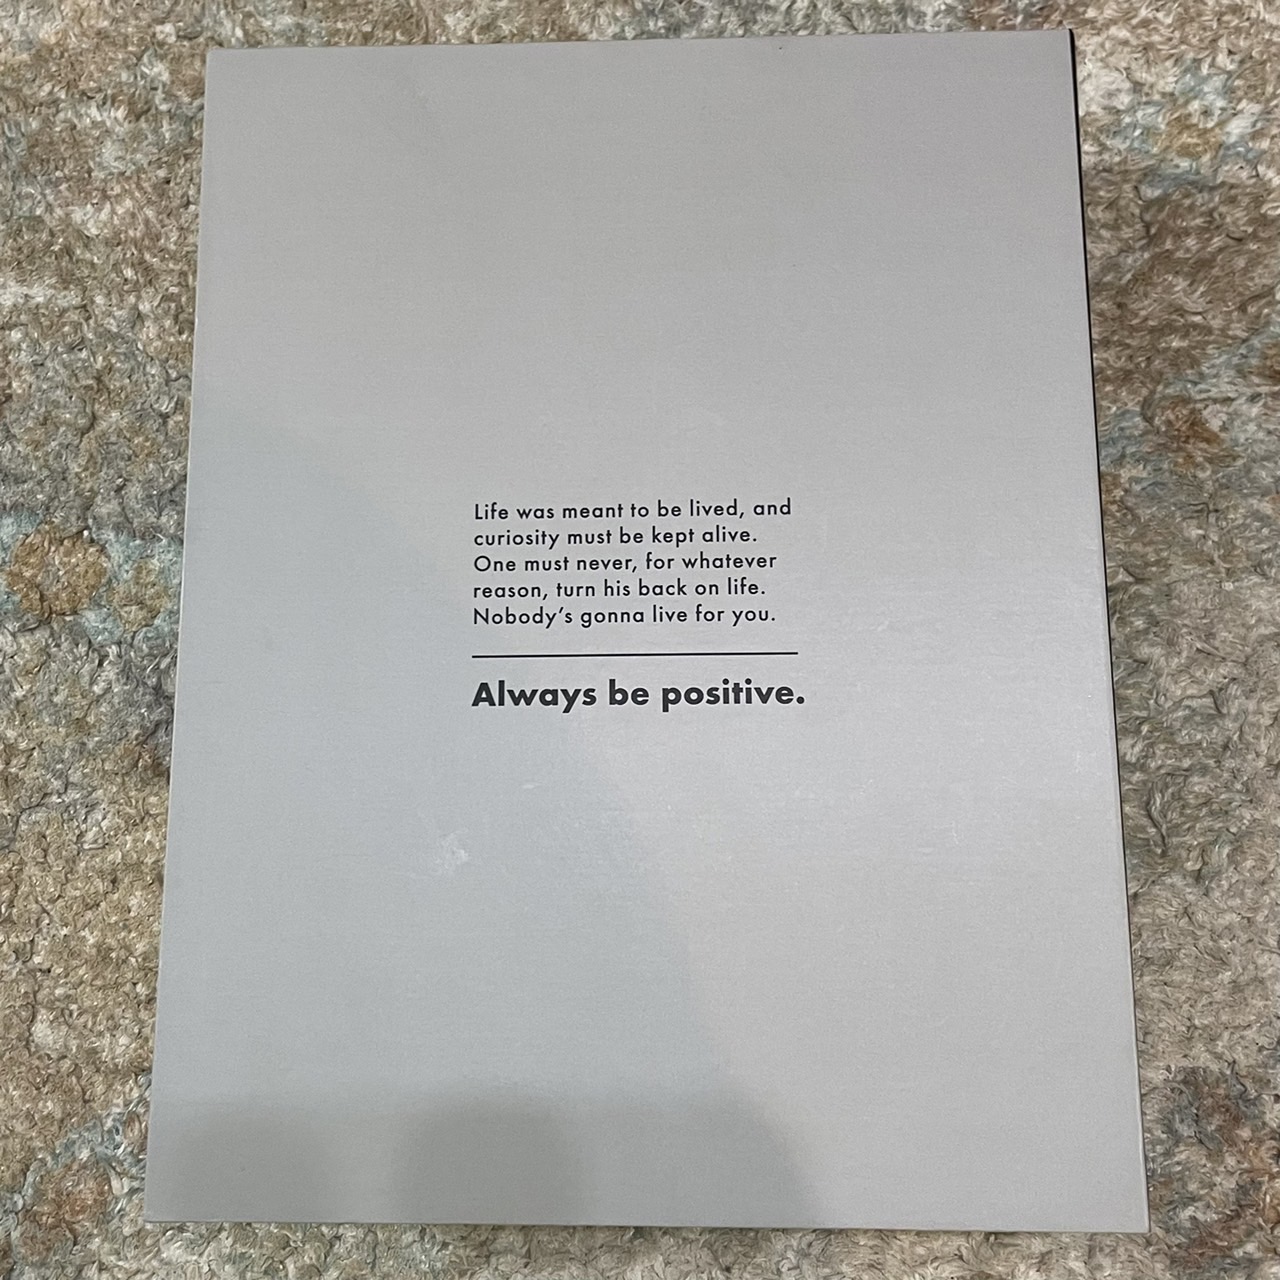 Life was meant to be lived, and
curiosity must be kept alive.
One must never, for whatever
reason, turn his back on life.
Nobody's gonna live for you.
Always be positive.